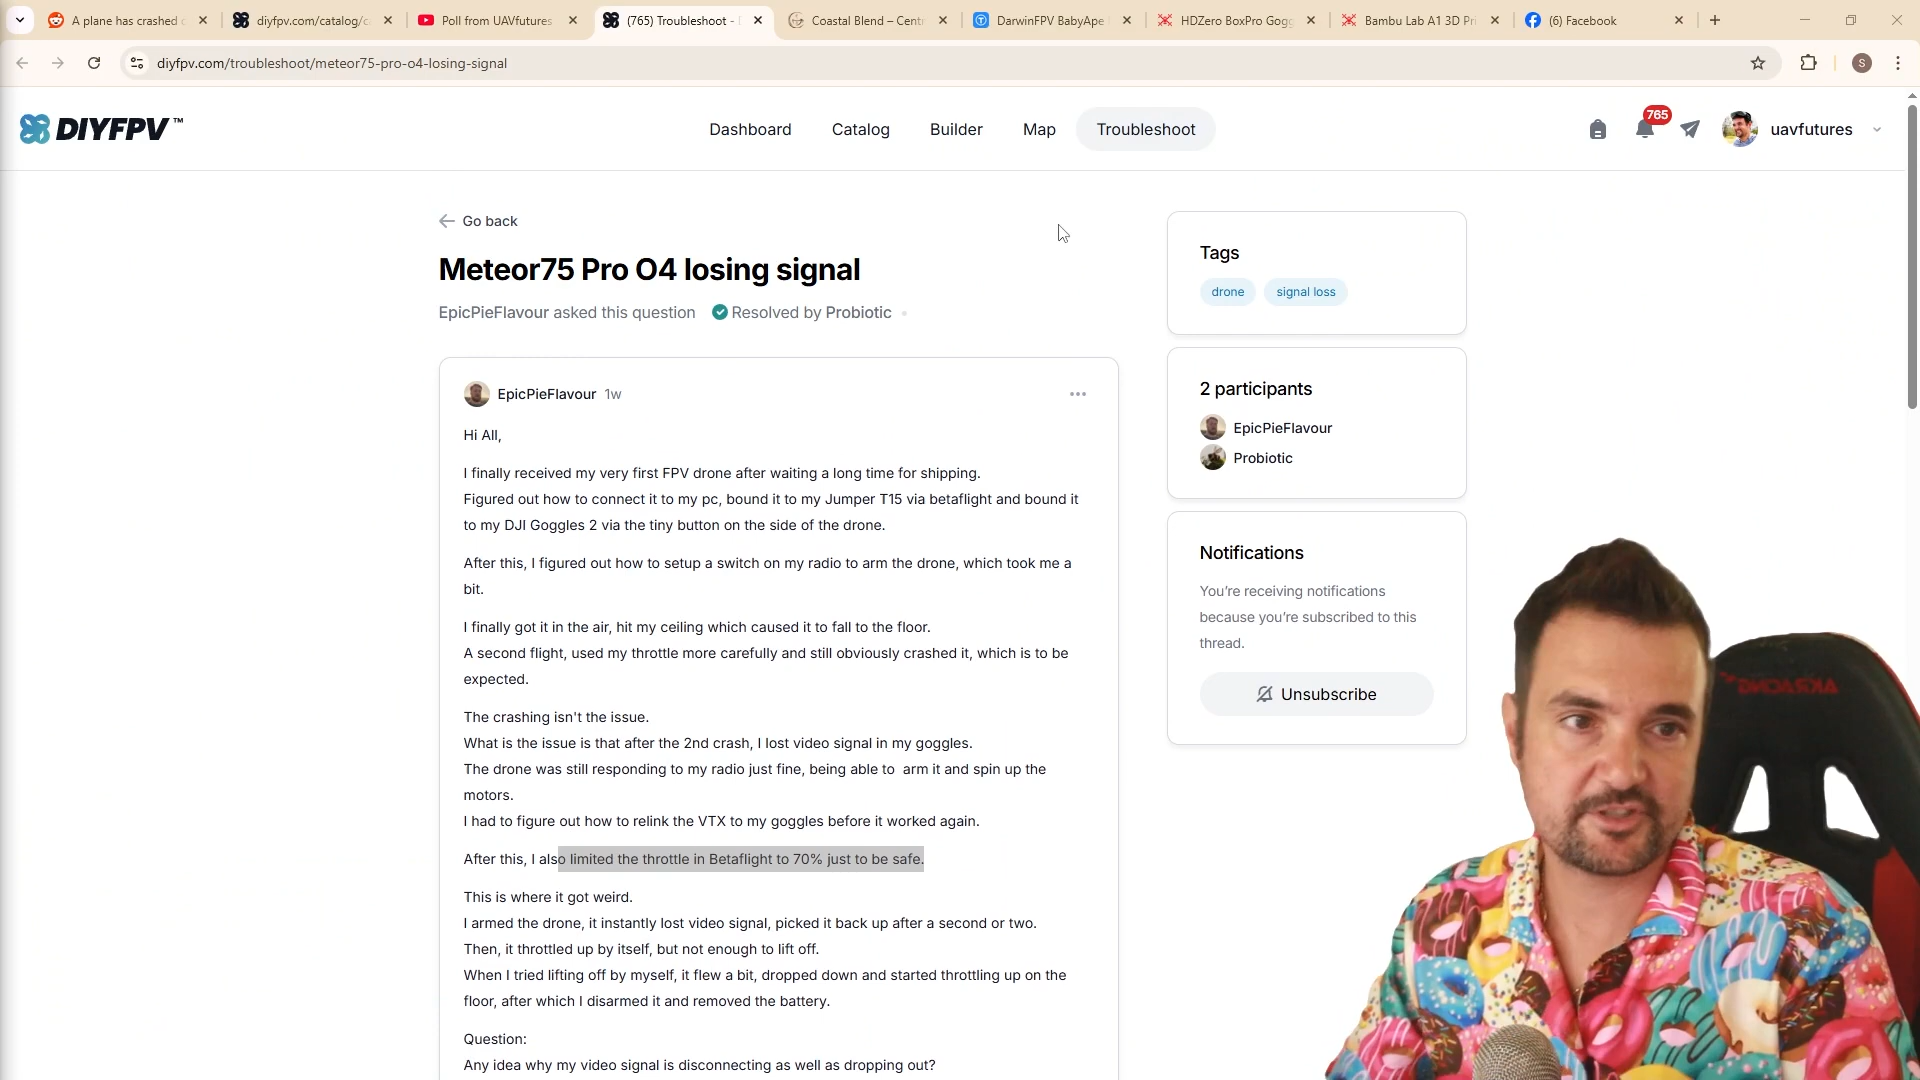 A plane has crashed
diyfpv.com/catalog/c
Poll from UAVfutures
(765) Troubleshoot -
Coastal Blend – Centr
DarwinFPV BabyApe
HDZero BoxPro Gogg
Bambu Lab A1 3D Pri
(6) Facebook
diyfpv.com/troubleshoot/meteor75-pro-o4-losing-signal
S
DIYFPV ™
Dashboard
Catalog
Builder
Map
Troubleshoot
765
uavfutures
Go back
Meteor75 Pro O4 losing signal
EpicPieFlavour asked this question
Resolved by Probiotic
EpicPieFlavour 1w
Hi All,
I finally received my very first FPV drone after waiting a long time for shipping.
Figured out how to connect it to my pc, bound it to my Jumper T15 via betaflight and bound it
to my DJI Goggles 2 via the tiny button on the side of the drone.
After this, I figured out how to setup a switch on my radio to arm the drone, which took me a
bit.
I finally got it in the air, hit my ceiling which caused it to fall to the floor.
A second flight, used my throttle more carefully and still obviously crashed it, which is to be
expected.
The crashing isn't the issue.
What is the issue is that after the 2nd crash, I lost video signal in my goggles.
The drone was still responding to my radio just fine, being able to arm it and spin up the
motors.
I had to figure out how to relink the VTX to my goggles before it worked again.
After this, I also limited the throttle in Betaflight to 70% just to be safe.
This is where it got weird.
I armed the drone, it instantly lost video signal, picked it back up after a second or two.
Then, it throttled up by itself, but not enough to lift off.
When I tried lifting off by myself, it flew a bit, dropped down and started throttling up on the
floor, after which I disarmed it and removed the battery.
Question:
Any idea why my video signal is disconnecting as well as dropping out?
Tags
drone
signal loss
2 participants
EpicPieFlavour
Probiotic
Notifications
You're receiving notifications
because you're subscribed to this
thread.
Unsubscribe
AKRACING